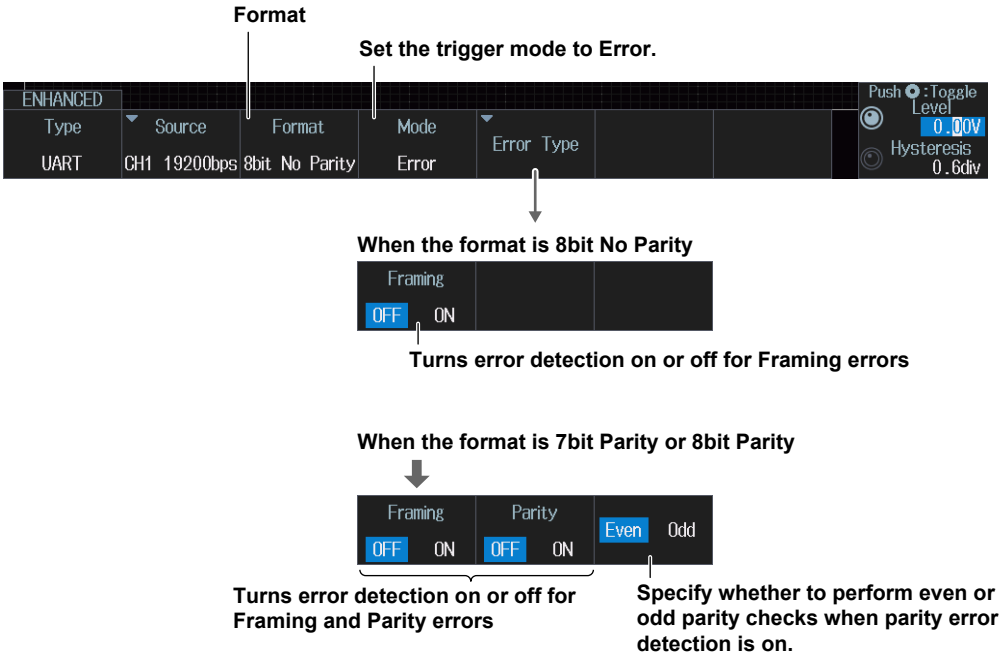 Format
Set the trigger mode to Error.
ENHANCED
Type
Source
Format
Mode
Error Type
UART
CH1 19200bps
8bit No Parity
Error
Push :Toggle
Level
0.00V
Hysteresis
0.6div
When the format is 8bit No Parity
Framing
OFF ON
Turns error detection on or off for Framing errors
When the format is 7bit Parity or 8bit Parity
Framing
OFF ON
Parity
OFF ON
Even Odd
Turns error detection on or off for
Framing and Parity errors
Specify whether to perform even or
odd parity checks when parity error
detection is on.